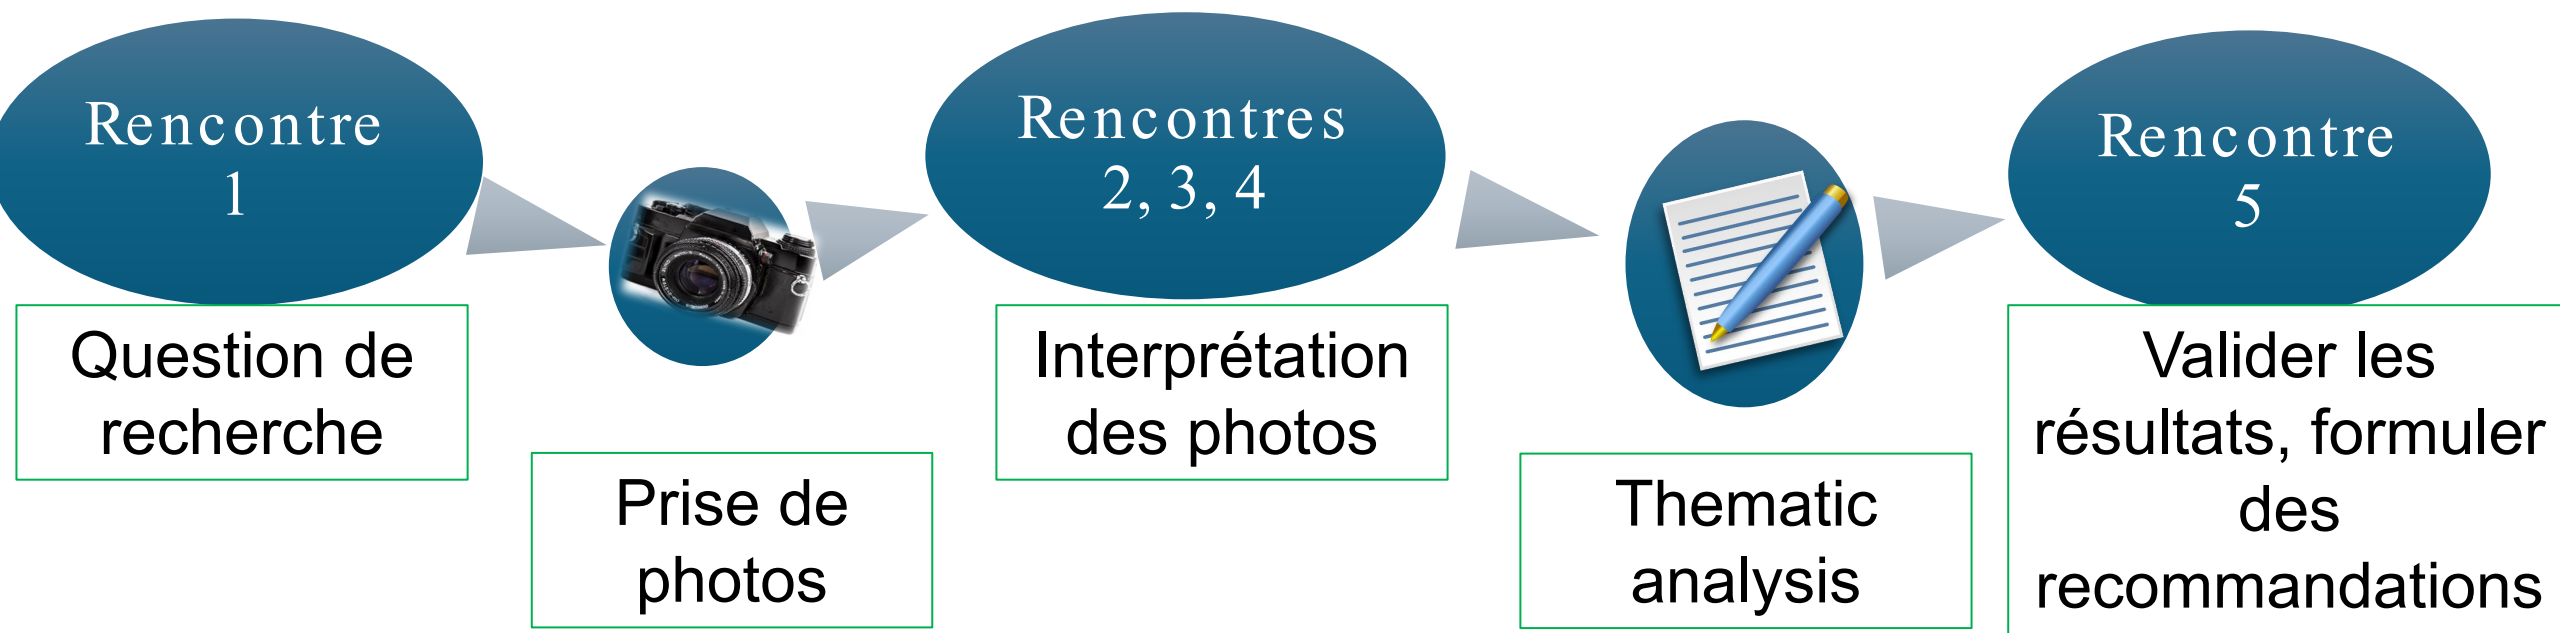 Rencontre
1
Question de
recherche
Prise de
photos
Rencontres
2, 3, 4
Interprétation
des photos
Thematic
analysis
Rencontre
5
Valider les
résultats, formuler
des
recommandations